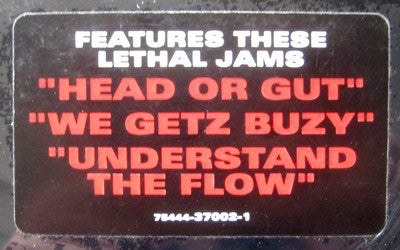 FEATURES THESE
LETHAL JAMS
"HEAD OR GUT"
"WE GETZ BUZY"
"UNDERSTAND
THE FLOW"
75444-37002-1